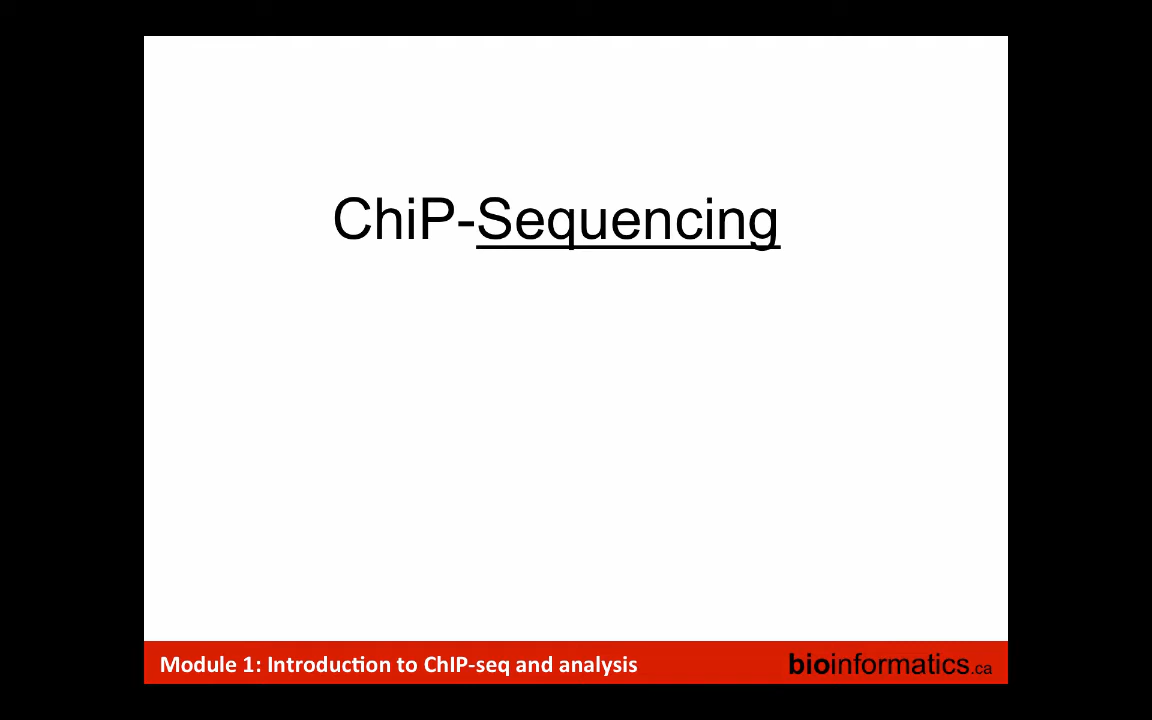 ChiP-Sequencing
Module 1: Introduction to ChIP-seq and analysis
bioinformatics.ca